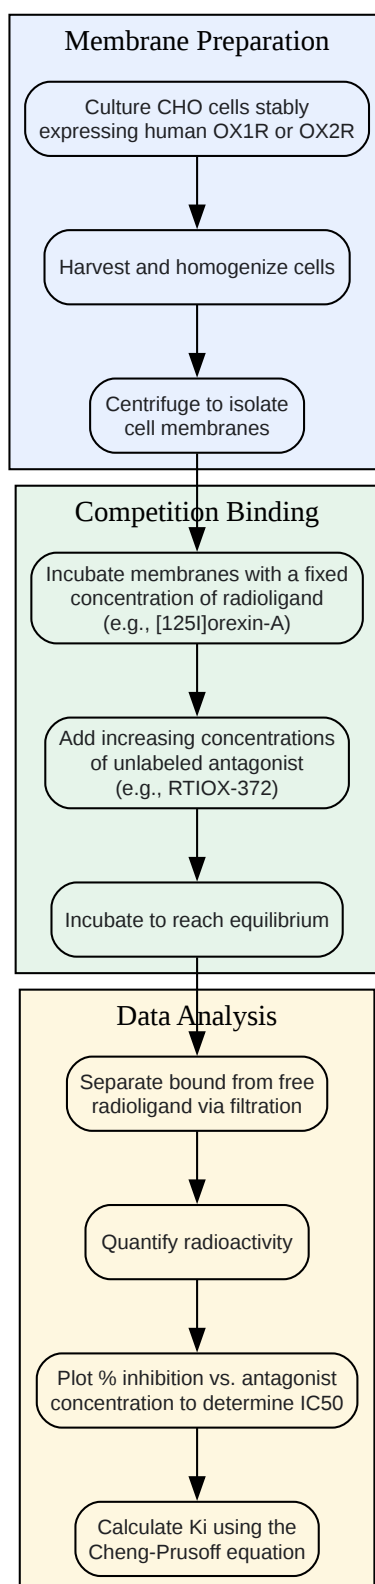 Membrane Preparation
Culture CHO cells stably
expressing human OX1R or OX2R
Harvest and homogenize cells
Centrifuge to isolate
cell membranes
Competition Binding
Incubate membranes with a fixed
concentration of radioligand
(e.g., [125I]orexin-A)
Add increasing concentrations
of unlabeled antagonist
(e.g., RTIOX-372)
Incubate to reach equilibrium
Data Analysis
Separate bound from free
radioligand via filtration
Quantify radioactivity
Plot % inhibition vs. antagonist
concentration to determine IC50
Calculate Ki using the
Cheng-Prusoff equation